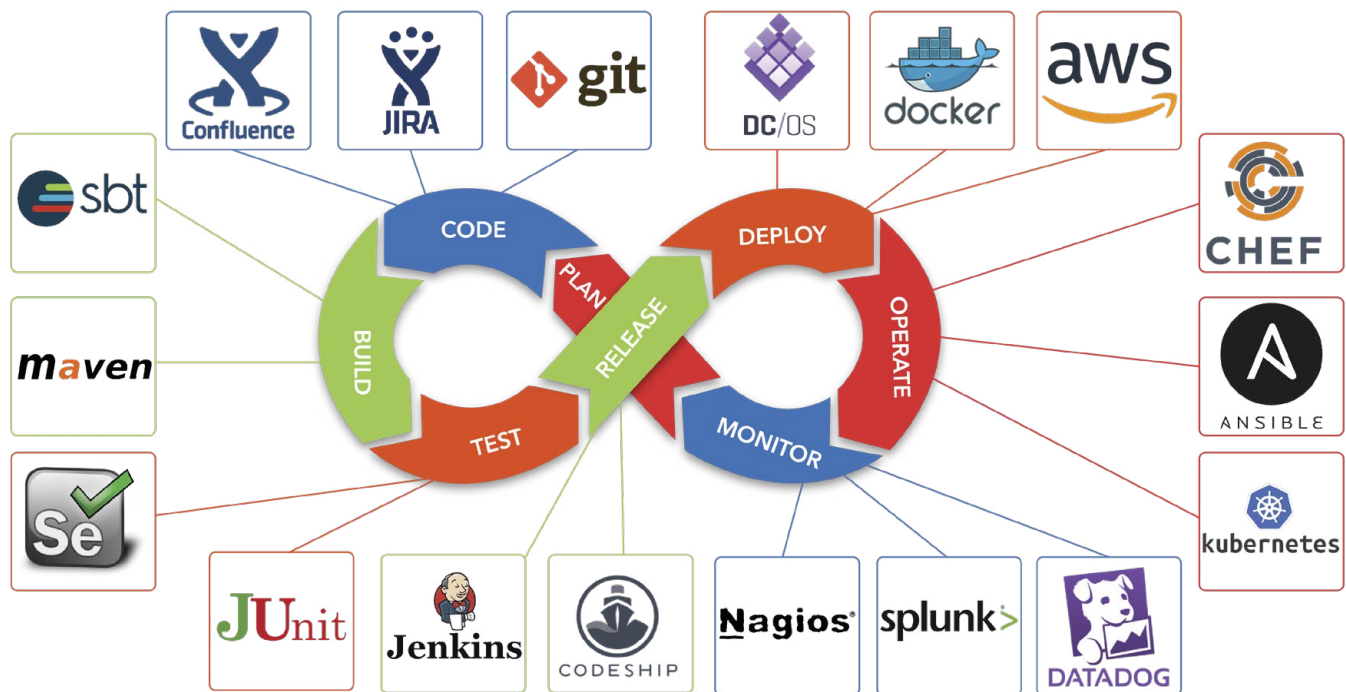 Confluence
JIRA
git
DC/OS
docker
aws
sbt
CHEF
CODE
DEPLOY
PLAN
RELEASE
BUILD
OPERATE
maven
ANSIBLE
TEST
MONITOR
Se
kubernetes
JUnit
Jenkins
CODESHIP
Nagios®
splunk>
DATADOG